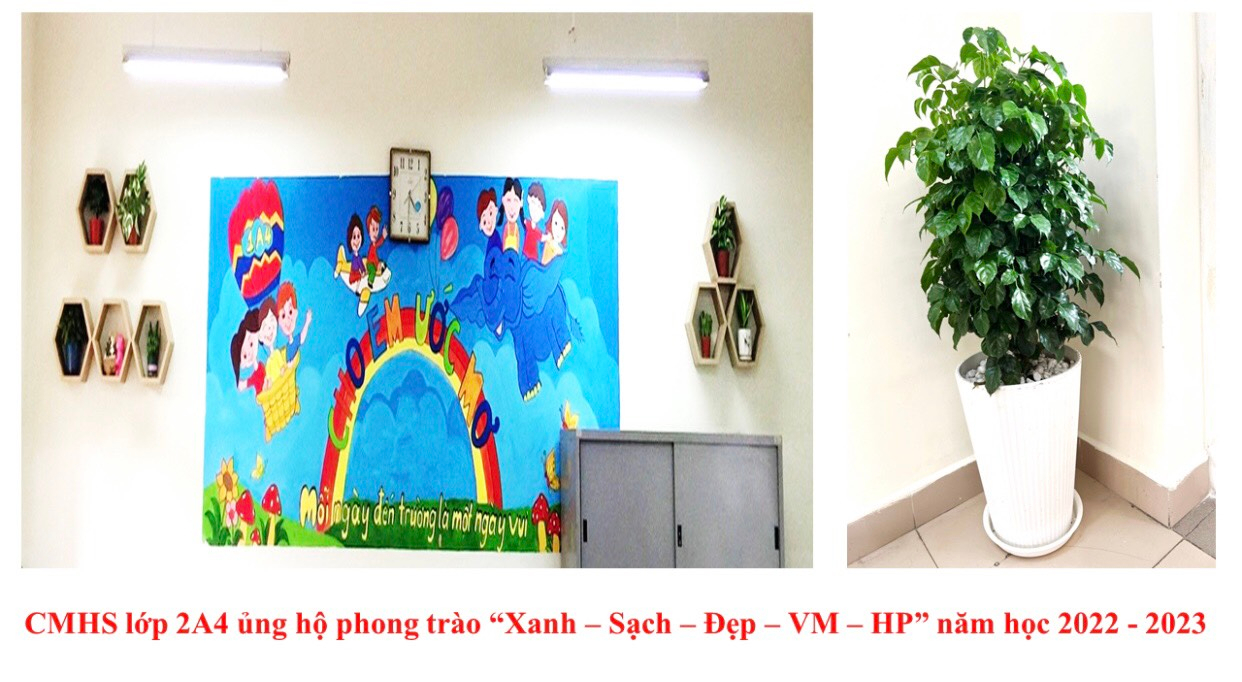 CHO EM ƯỚC MƠ
Mỗi ngày đến trường là một ngày vui
CMHS lớp 2A4 ủng hộ phong trào “Xanh – Sạch – Đẹp – VM – HP” năm học 2022 - 2023